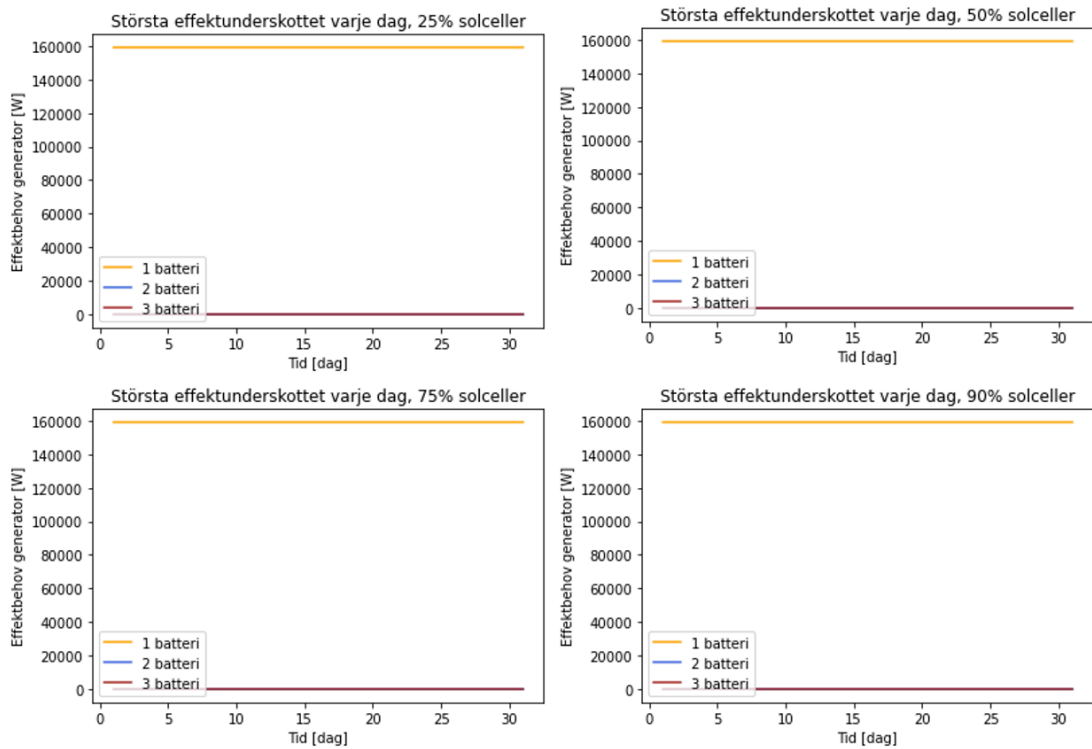 Största effektunderskottet varje dag, 25% solceller
Effektbehov generator [W]
160000
140000
120000
100000
80000
60000
40000
20000
0
1 batteri
2 batteri
3 batteri
0 5 10 15 20 25 30
Tid [dag]
Största effektunderskottet varje dag, 50% solceller
Effektbehov generator [W]
160000
140000
120000
100000
80000
60000
40000
20000
0
1 batteri
2 batteri
3 batteri
0 5 10 15 20 25 30
Tid [dag]
Största effektunderskottet varje dag, 75% solceller
Effektbehov generator [W]
160000
140000
120000
100000
80000
60000
40000
20000
0
1 batteri
2 batteri
3 batteri
0 5 10 15 20 25 30
Tid [dag]
Största effektunderskottet varje dag, 90% solceller
Effektbehov generator [W]
160000
140000
120000
100000
80000
60000
40000
20000
0
1 batteri
2 batteri
3 batteri
0 5 10 15 20 25 30
Tid [dag]